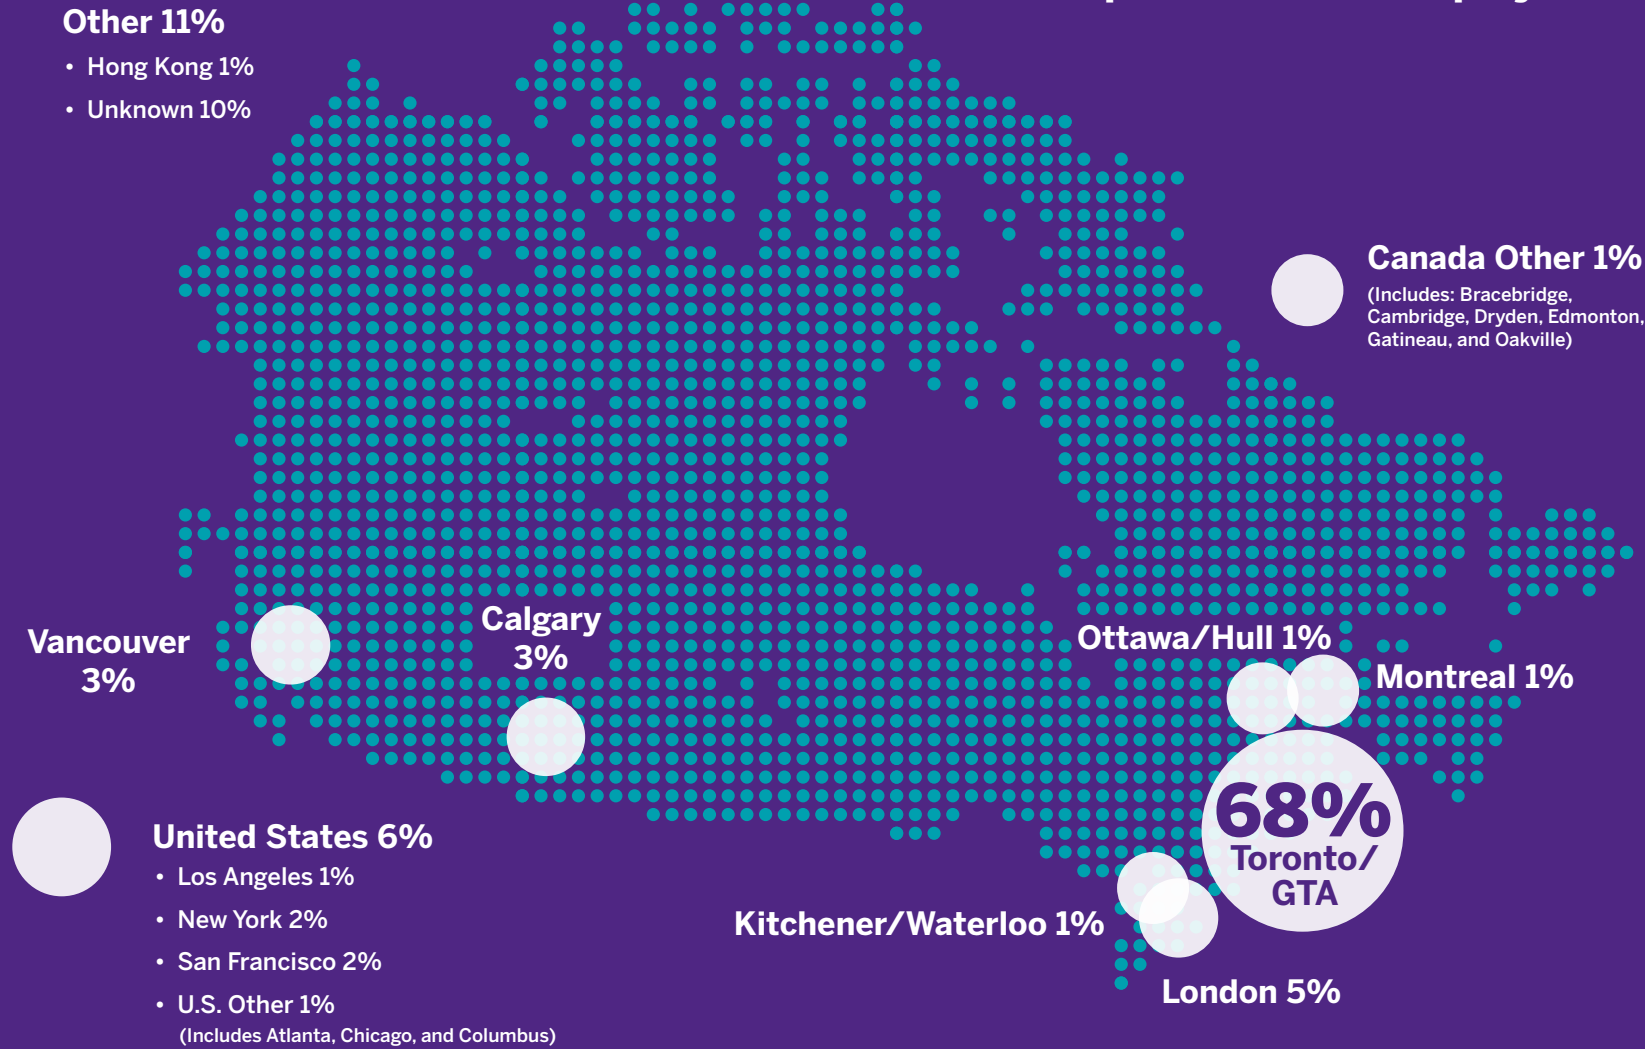 Other 11%
• Hong Kong 1%
• Unknown 10%
Canada Other 1%
(Includes: Bracebridge,
Cambridge, Dryden, Edmonton,
Gatineau, and Oakville)
Vancouver
3%
Calgary
3%
Ottawa/Hull 1%
Montreal 1%
68%
Toronto/
GTA
Kitchener/Waterloo 1%
London 5%
United States 6%
• Los Angeles 1%
• New York 2%
• San Francisco 2%
• U.S. Other 1%
(Includes Atlanta, Chicago, and Columbus)